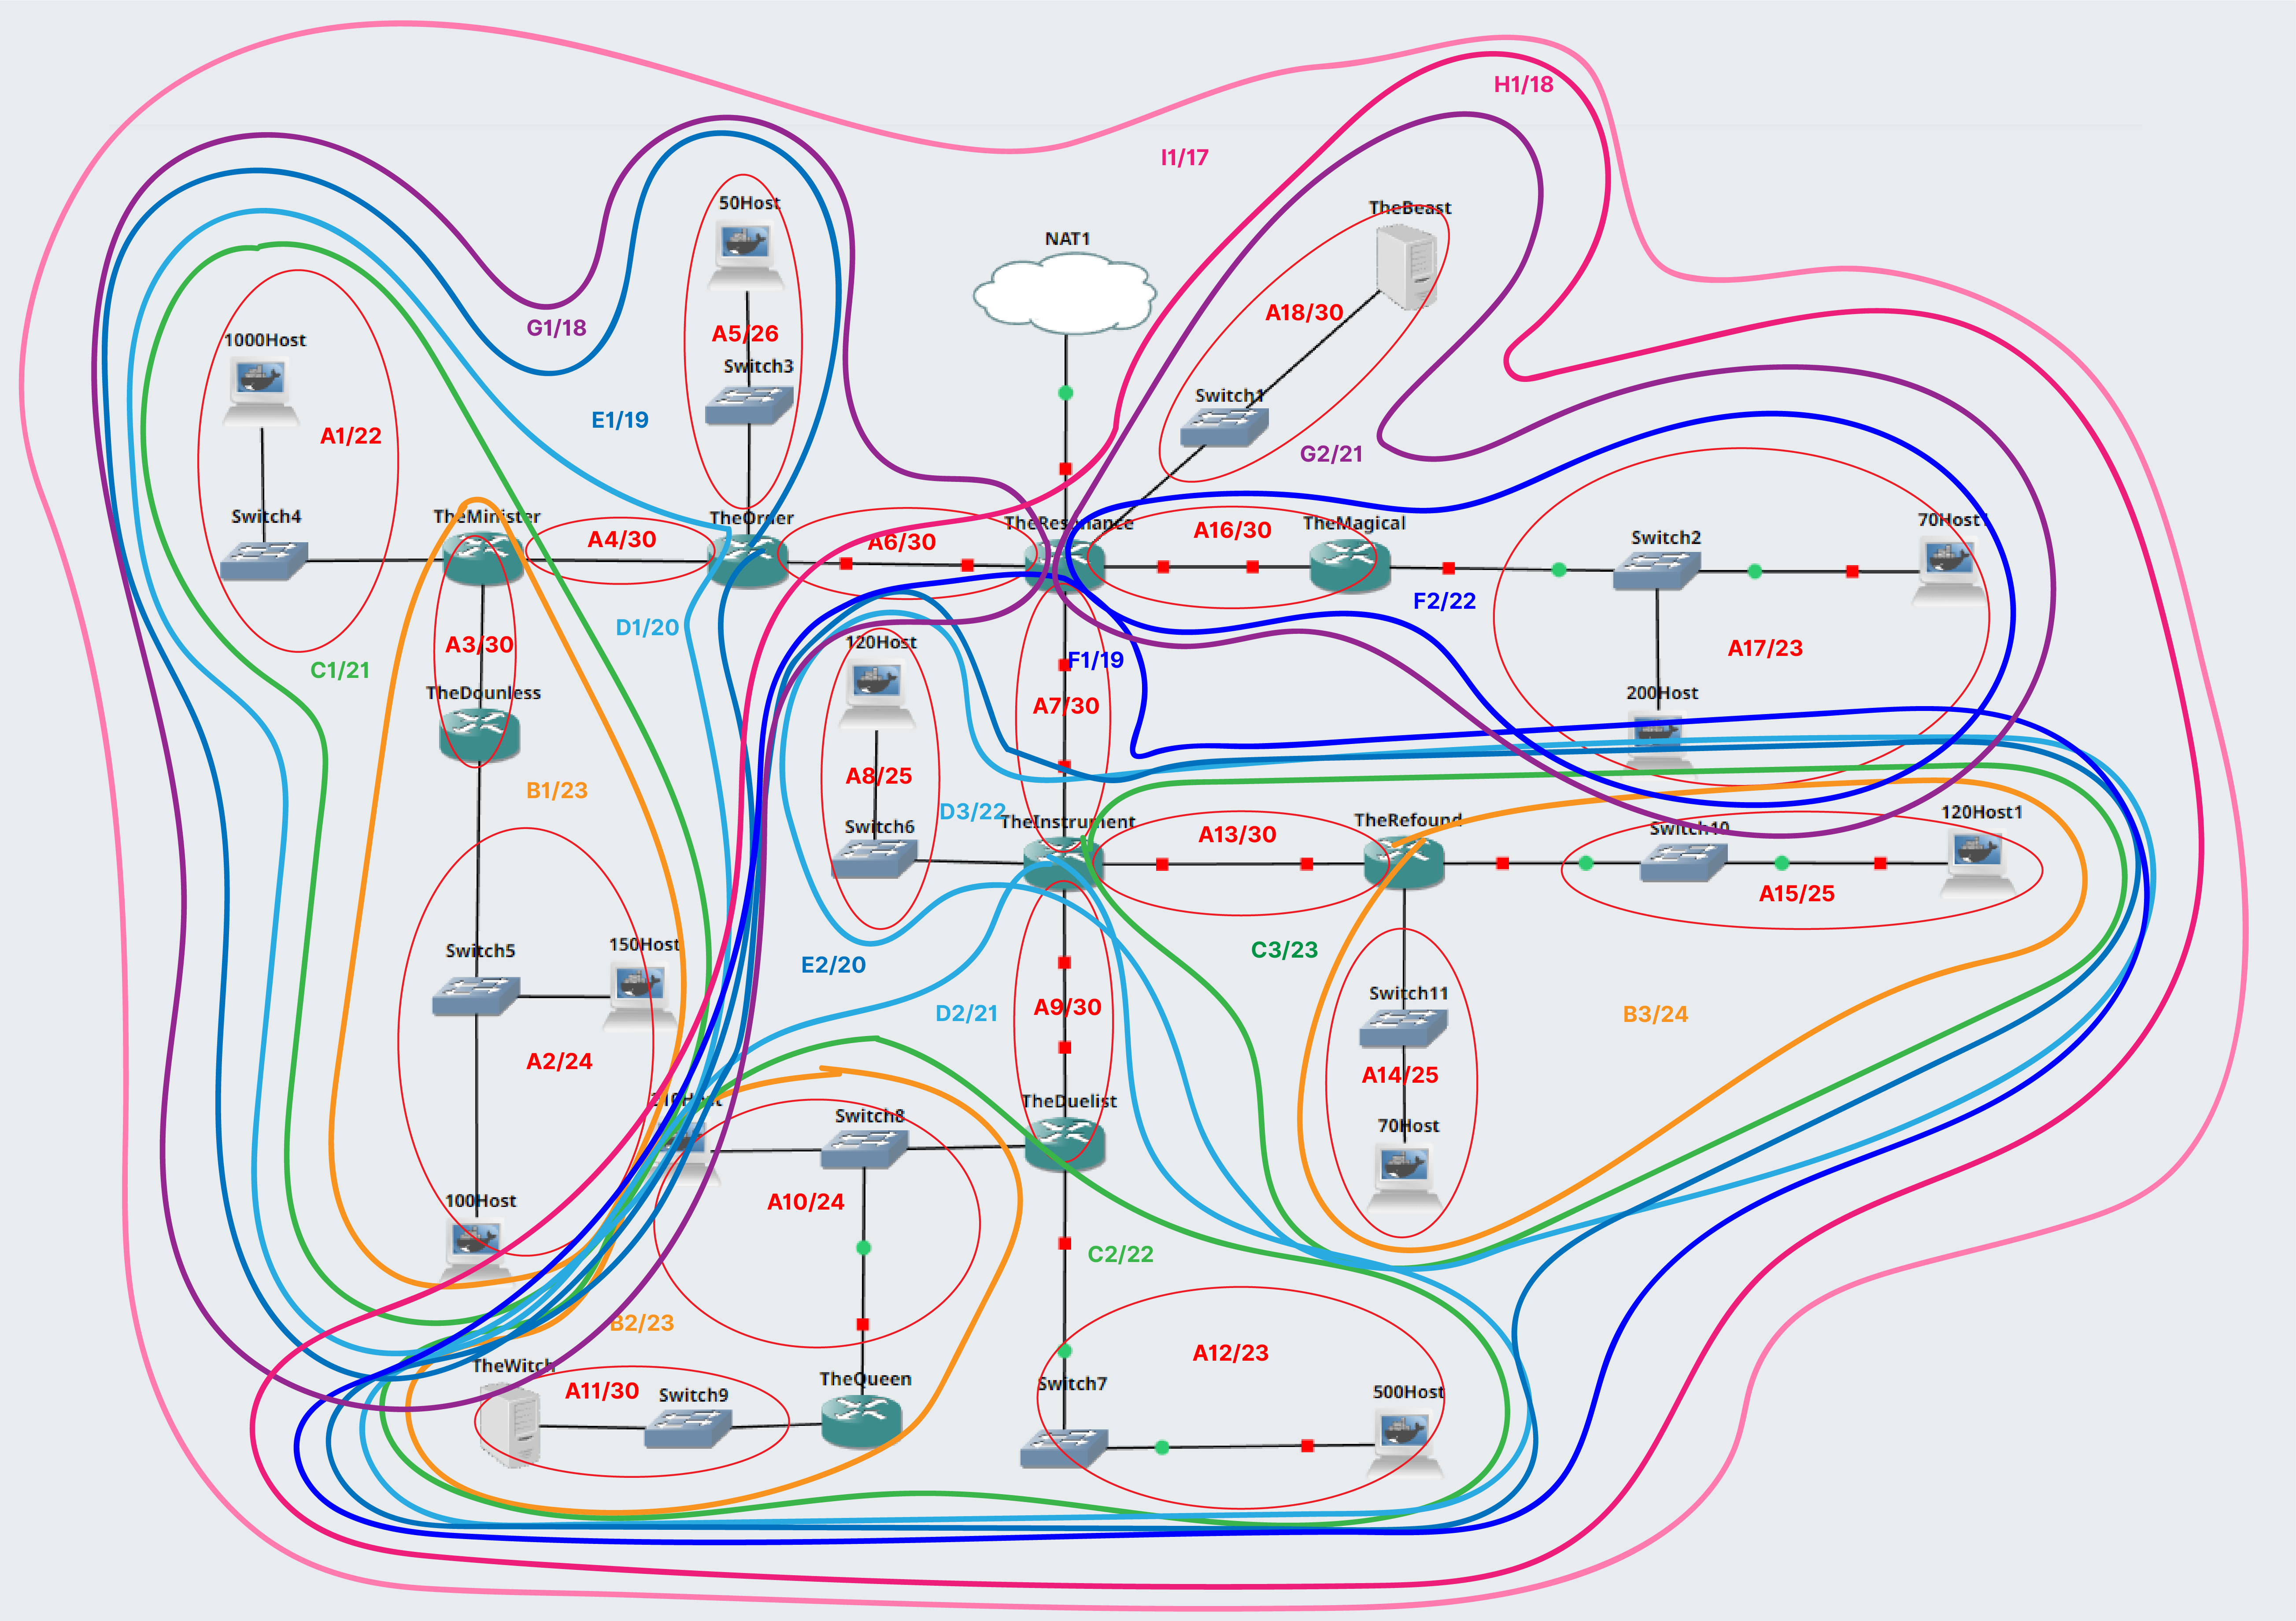 H1/18
I1/17
50Host
TheBeast
NAT1
G1/18
A18/30
A5/26
1000Host
Switch3
Switch1
E1/19
A1/22
G2/21
Switch4
TheMinister
TheOrder
TheMagical
70Host1
A4/30
A6/30
A16/30
Switch2
F2/22
D1/20
A3/30
120Host
A17/23
C1/21
F1/19
TheDounless
200Host
A7/30
A8/25
B1/23
D3/22
TheInstrument
TheRefound
120Host1
Switch6
A13/30
Switch10
A15/25
150Host
Switch5
C3/23
E2/20
Switch11
A9/30
D2/21
B3/24
A2/24
A14/25
TheDuelist
Switch8
70Host
100Host
A10/24
C2/22
B2/23
TheWitch
A12/23
TheQueen
A11/30
Switch9
Switch7
500Host